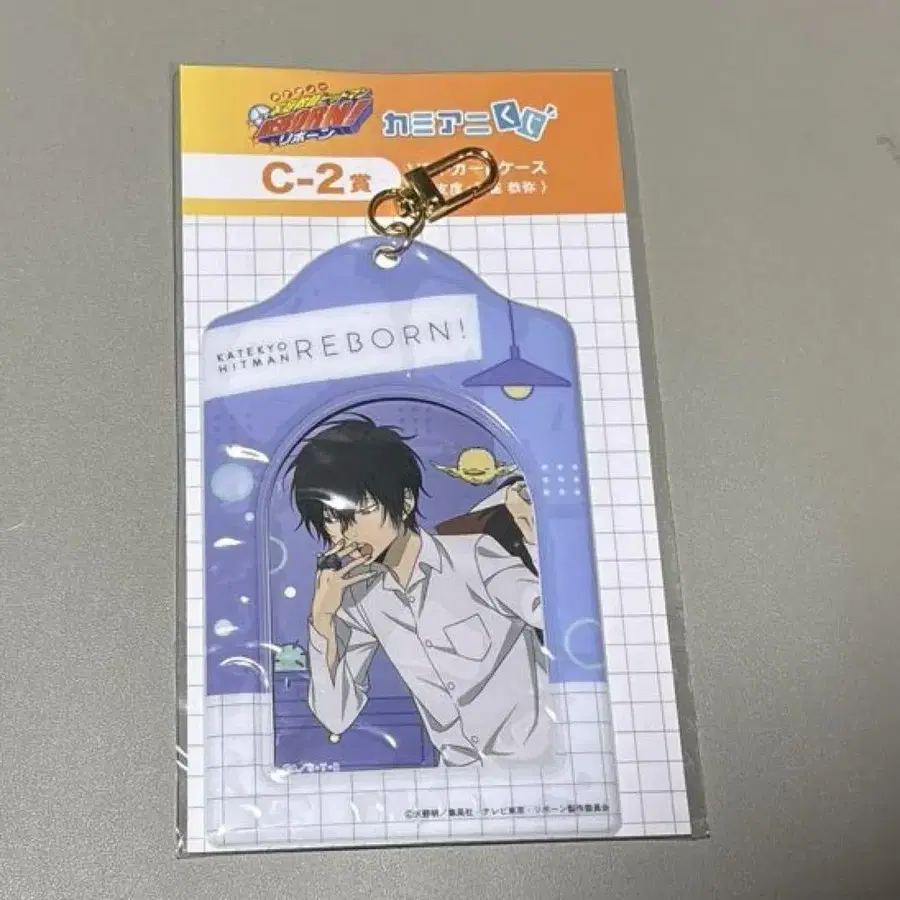 家庭教師ヒットマン
REBORN!
リボーン
カミアニくじ
C-2賞
カードケース
恭弥〉
KATEKYO
HITMAN
REBORN!
©天野明／集英社・テレビ東京・リボーン製作委員会